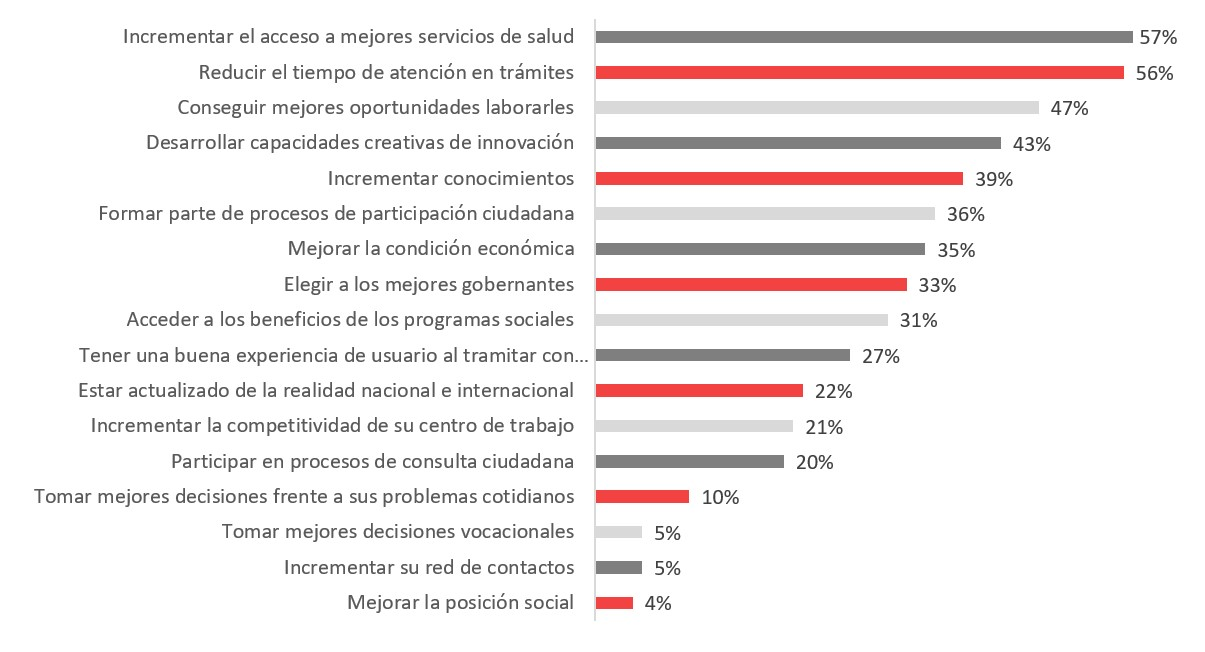 Incrementar el acceso a mejores servicios de salud 57%
Reducir el tiempo de atención en trámites 56%
Conseguir mejores oportunidades laborarles 47%
Desarrollar capacidades creativas de innovación 43%
Incrementar conocimientos 39%
Formar parte de procesos de participación ciudadana 36%
Mejorar la condición económica 35%
Elegir a los mejores gobernantes 33%
Acceder a los beneficios de los programas sociales 31%
Tener una buena experiencia de usuario al tramitar con... 27%
Estar actualizado de la realidad nacional e internacional 22%
Incrementar la competitividad de su centro de trabajo 21%
Participar en procesos de consulta ciudadana 20%
Tomar mejores decisiones frente a sus problemas cotidianos 10%
Tomar mejores decisiones vocacionales 5%
Incrementar su red de contactos 5%
Mejorar la posición social 4%